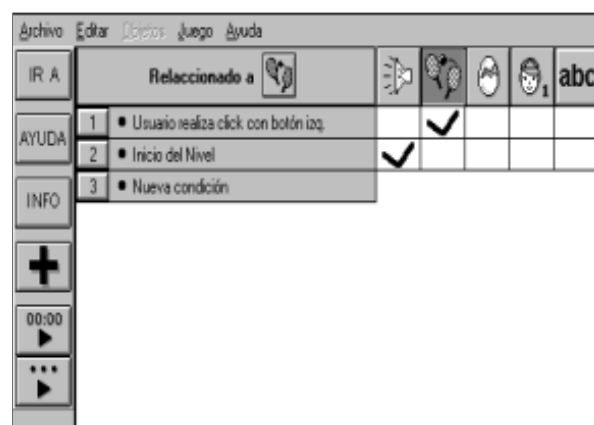 Archivo Editar Objetos Juego Ayuda
IR A
Relaccionado a
1
abc
AYUDA
1 • Usuario realiza click con botón izq.
2 • Inicio del Nivel
3 • Nueva condición
INFO
00:00